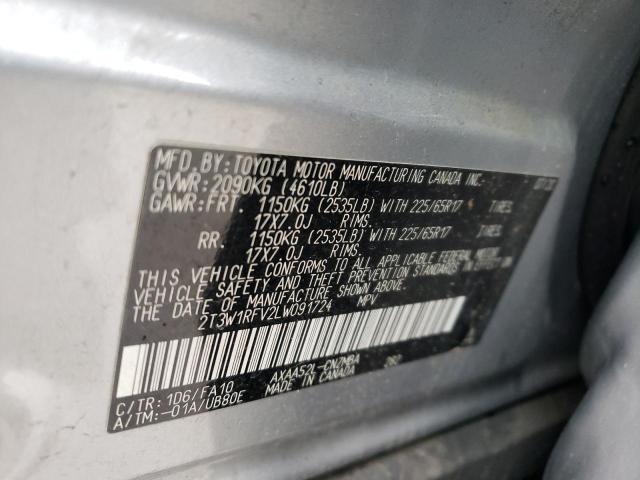 MFD. BY: TOYOTA MOTOR MANUFACTURING CANADA INC.
GVWR: 2090KG (4610LB)
GAWR: FRT. 1150KG (2535LB) WITH 225/65R17 TIRES,
17X7.0J RIMS.
RR. 1150KG (2535LB) WITH 225/65R17 TIRES,
17X7.0J RIMS.
THIS VEHICLE CONFORMS TO ALL APPLICABLE FEDERAL MOTOR
VEHICLE SAFETY AND THEFT PREVENTION STANDARDS IN EFFECT ON
THE DATE OF MANUFACTURE SHOWN ABOVE.
2T3W1RFV2LW091724 MPV
C/TR: 1D6/FA10 AXAA52L-CNZMBA
A/TM: -01A/UB80E MADE IN CANADA